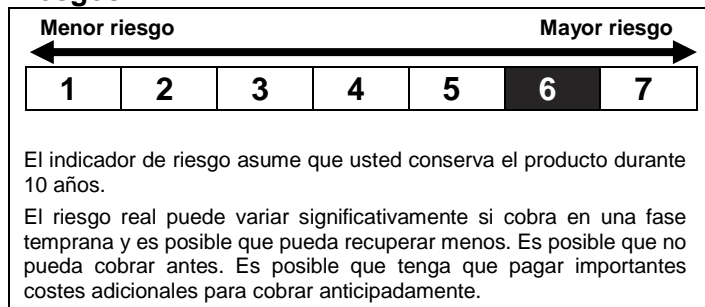 Menor riesgo Mayor riesgo
1 2 3 4 5 6 7
El indicador de riesgo asume que usted conserva el producto durante
10 años.
El riesgo real puede variar significativamente si cobra en una fase
temprana y es posible que pueda recuperar menos. Es posible que no
pueda cobrar antes. Es posible que tenga que pagar importantes
costes adicionales para cobrar anticipadamente.